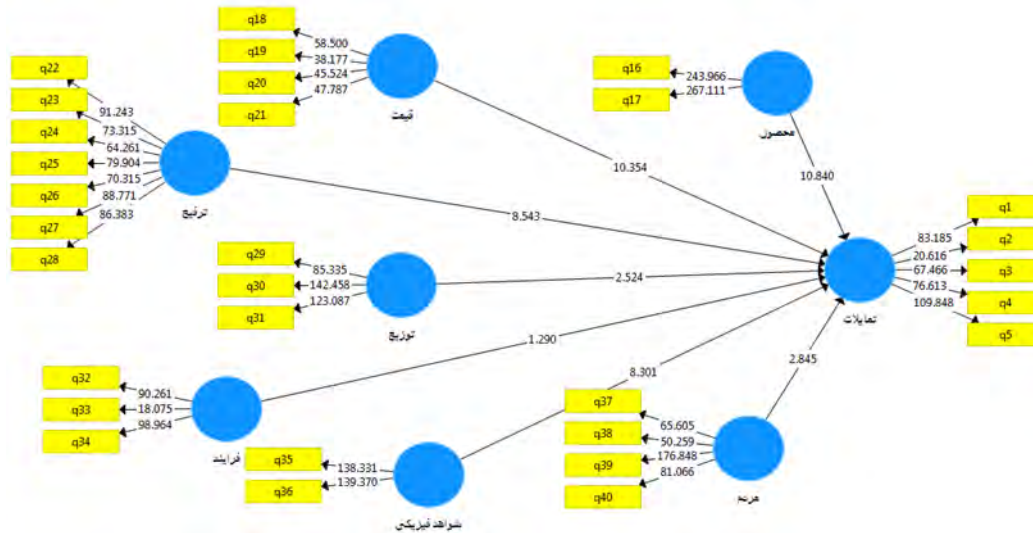 q18
q19
q20
q21
58.500
38.177
45.524
47.787
قیمت
10.354
q16
q17
243.966
267.111
محصول
10.840
q22
q23
q24
q25
q26
q27
q28
91.243
73.315
64.261
79.904
70.315
88.771
86.383
ترفیع
8.543
q29
q30
q31
85.335
142.458
123.087
توزیع
2.524
q1
q2
q3
q4
q5
83.185
20.616
67.466
76.613
109.848
تمایلات
q32
q33
q34
90.261
18.075
98.964
فرایند
1.290
q35
q36
138.331
139.370
شواهد فیزیکی
8.301
q37
q38
q39
q40
65.605
50.259
176.848
81.066
مردم
2.845